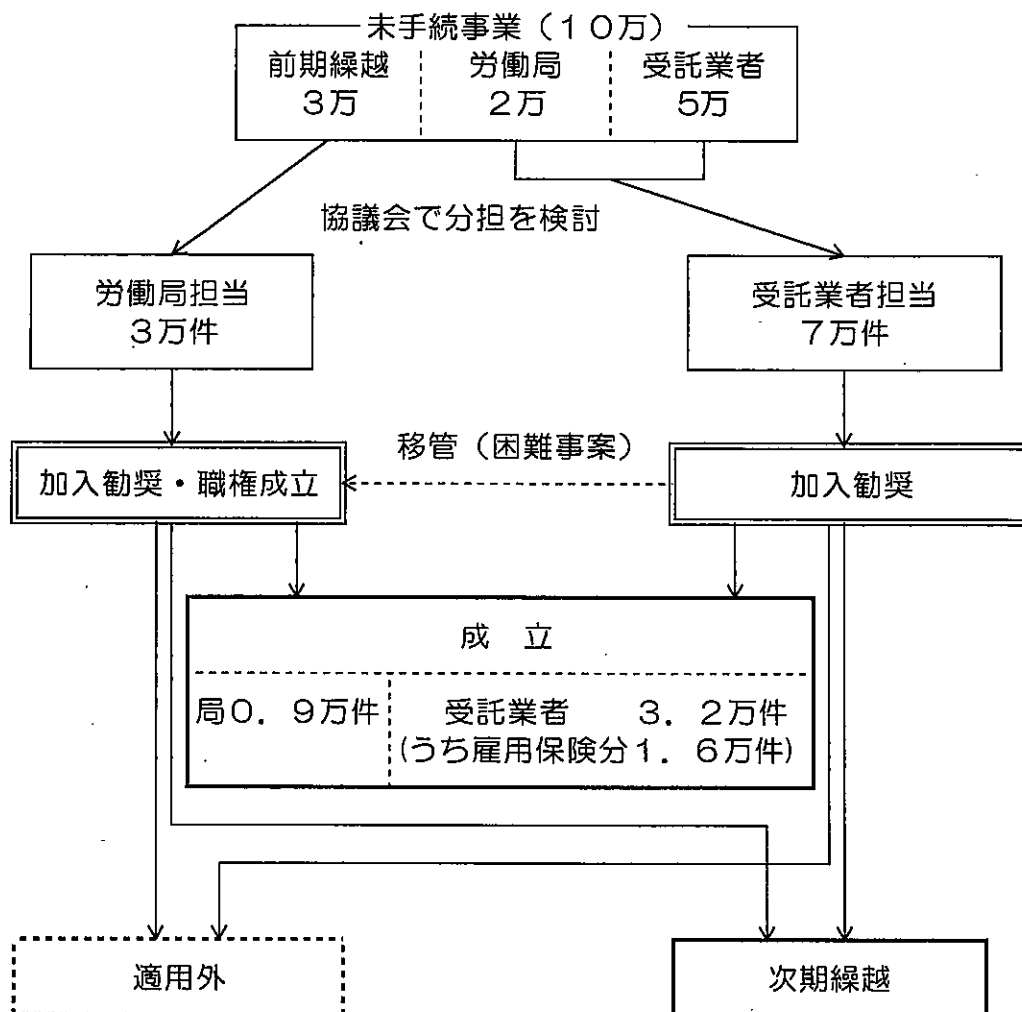 未手続事業（１０万）
前期繰越 労働局 受託業者
３万 ２万 ５万
協議会で分担を検討
労働局担当
３万件
受託業者担当
７万件
移管（困難事案）
加入勧奨・職権成立
加入勧奨
成　立
局０．９万件 受託業者　３．２万件
(うち雇用保険分１．６万件)
適用外
次期繰越